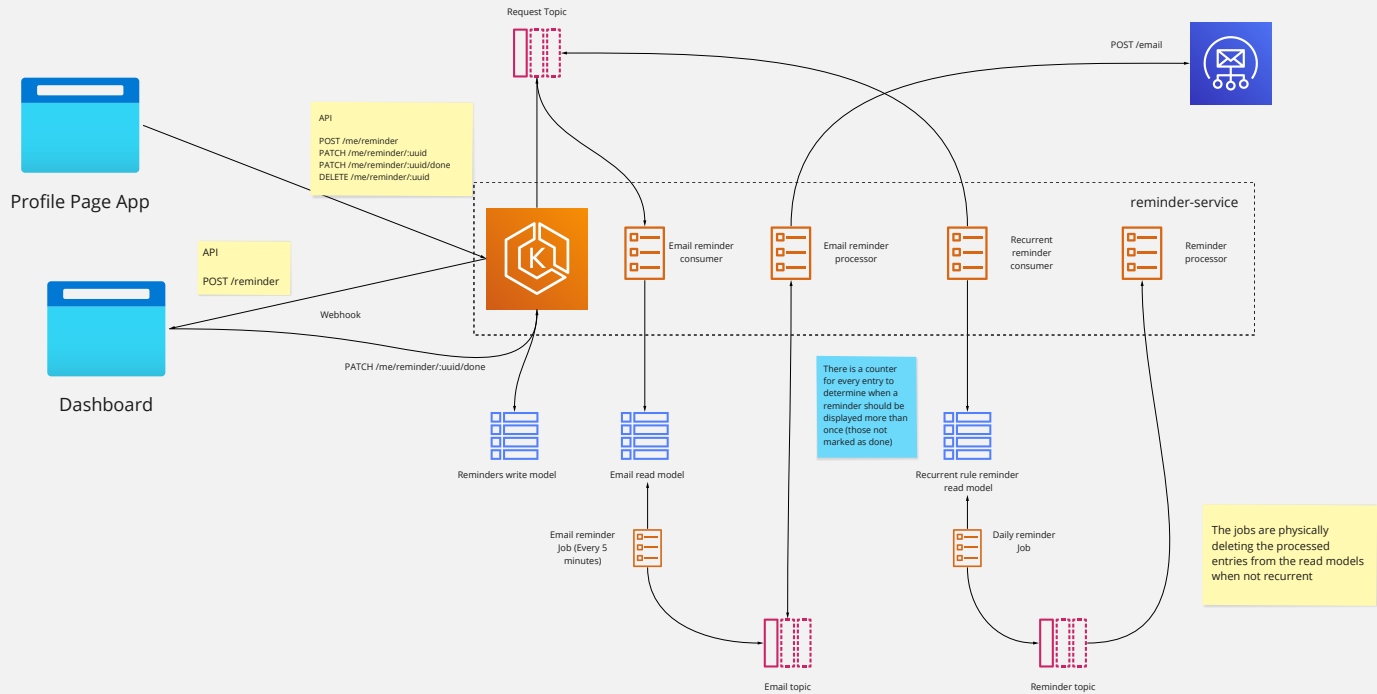 Request Topic
POST /email
API
POST /me/reminder
PATCH /me/reminder/:uuid
PATCH /me/reminder/:uuid/done
DELETE /me/reminder/:uuid
Profile Page App
reminder-service
K
Email reminder
consumer
Email reminder
processor
Recurrent
reminder
consumer
Reminder
processor
API
POST /reminder
Webhook
PATCH /me/reminder/:uuid/done
Dashboard
There is a counter
for every entry to
determine when a
reminder should be
displayed more than
once (those not
marked as done)
Reminders write model
Email read model
Recurrent rule reminder
read model
Email reminder
Job (Every 5
minutes)
Daily reminder
Job
The jobs are physically
deleting the processed
entries from the read models
when not recurrent
Email topic
Reminder topic